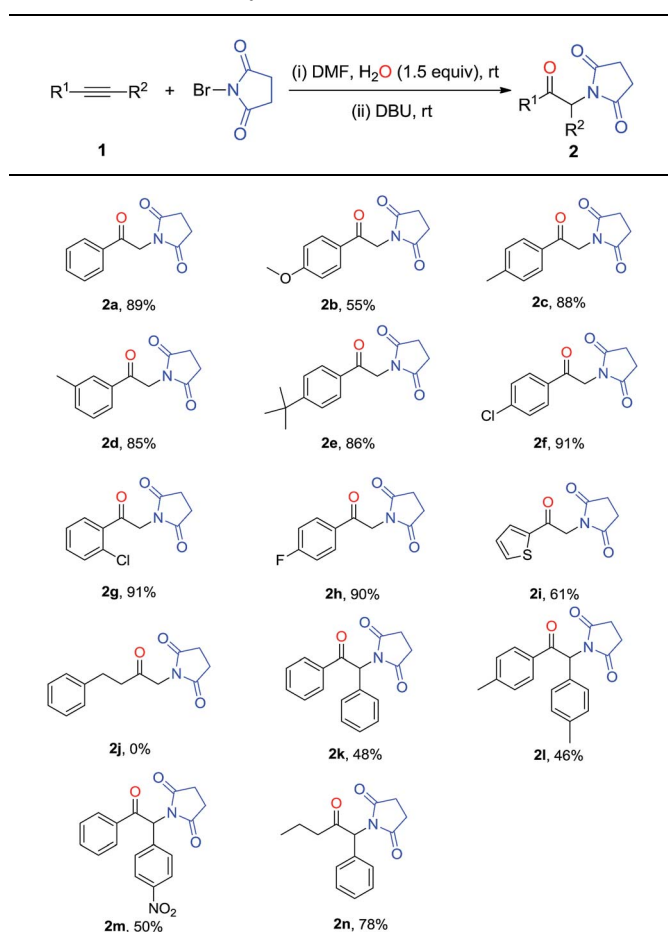 R¹ R² + Br N O O (i) DMF, H₂O (1.5 equiv), rt
(ii) DBU, rt
O R¹ R² N O O
1 2
O N O O
2a, 89%
O N O O O
2b, 55%
O N O O
2c, 88%
O N O O
2d, 85%
O N O O
2e, 86%
O N O O Cl
2f, 91%
O N O O Cl
2g, 91%
O N O O F
2h, 90%
O N O O S
2i, 61%
O N O O
2j, 0%
O N O O
2k, 48%
O N O O
2l, 46%
O N O O NO₂
2m, 50%
O N O O
2n, 78%